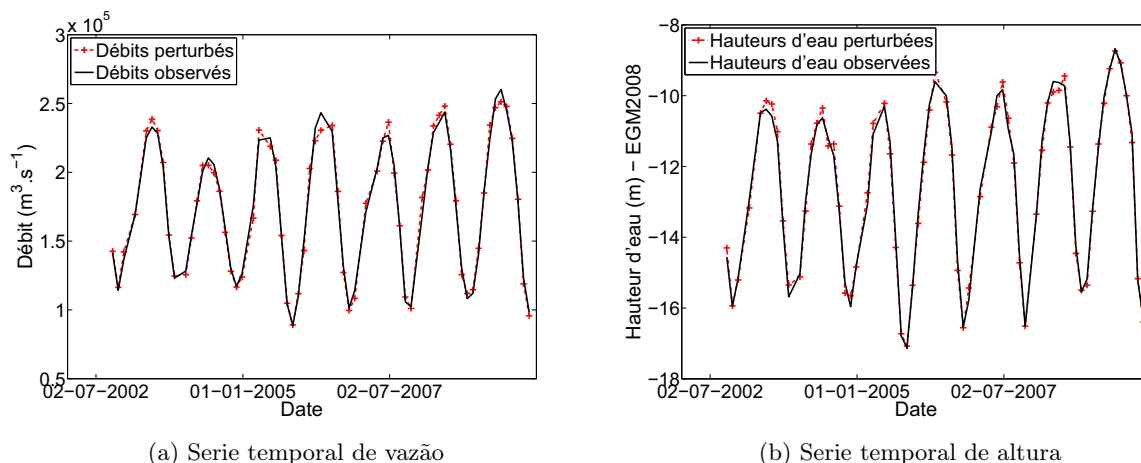 x 10⁵
3
2.5
2
1.5
1
0.5
Débit (m³.s⁻¹)
Débits perturbés
Débits observés
02−07−2002 01−01−2005 02−07−2007
Date
(a) Serie temporal de vazão
−8
−10
−12
−14
−16
−18
Hauteur d'eau (m) − EGM2008
Hauteurs d'eau perturbées
Hauteurs d'eau observées
02−07−2002 01−01−2005 02−07−2007
Date
(b) Serie temporal de altura